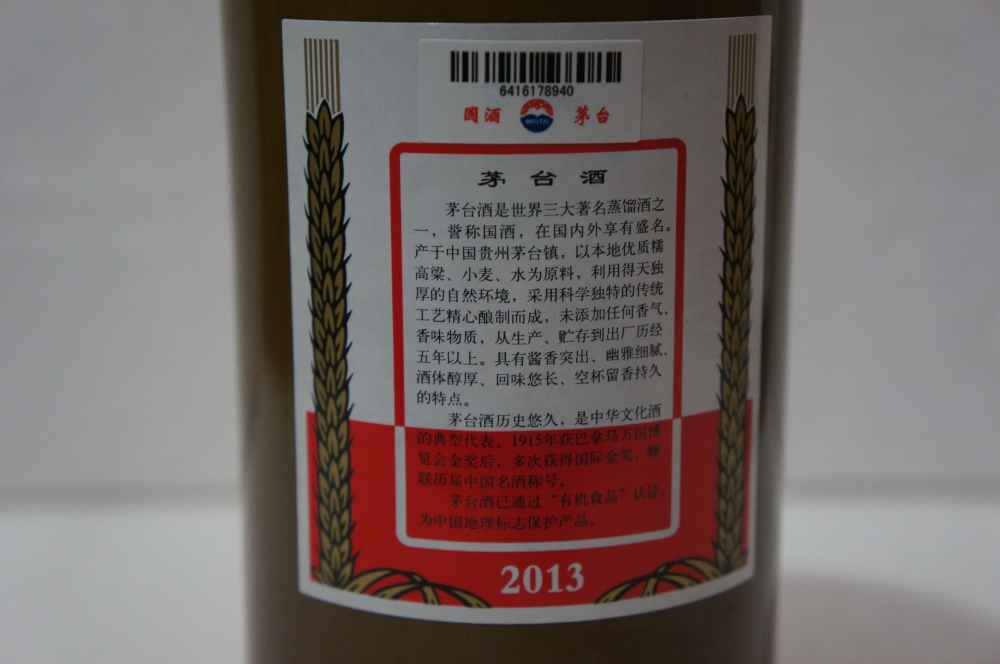 6416178940
國酒 茅台
茅台酒
茅台酒是世界三大著名蒸馏酒之
一，誉称国酒，在国内外享有盛名。
产于中国贵州茅台镇，以本地优质糯
高粱、小麦、水为原料，利用得天独
厚的自然环境，采用科学独特的传统
工艺精心酿制而成，未添加任何香气、
香味物质，从生产、贮存到出厂历经
五年以上。具有酱香突出、幽雅细腻、
酒体醇厚、回味悠长、空杯留香持久
的特点。
茅台酒历史悠久，是中华文化酒
的典型代表，1915年获巴拿马万国博
览会金奖后，多次获得国际金奖，蝉
联历届中国名酒称号。
茅台酒已通过“有机食品”认证，
为中国地理标志保护产品。
2013